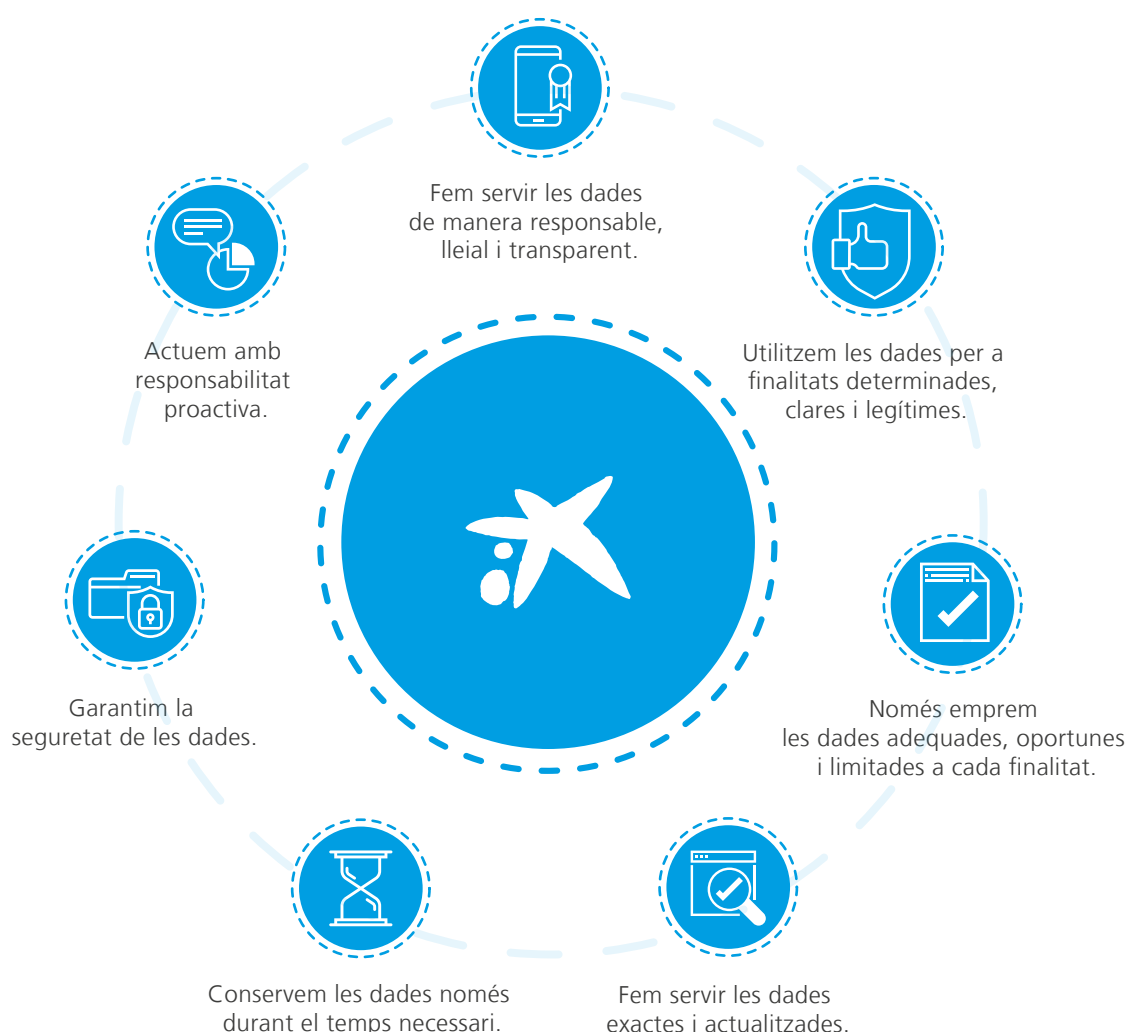 Fem servir les dades
de manera responsable,
lleial i transparent.
Utilitzem les dades per a
finalitats determinades,
clares i legítimes.
Només emprem
les dades adequades, oportunes
i limitades a cada finalitat.
Fem servir les dades
exactes i actualitzades.
Conservem les dades només
durant el temps necessari.
Garantim la
seguretat de les dades.
Actuem amb
responsabilitat
proactiva.